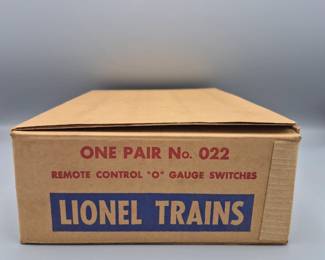 ONE PAIR No. 022
REMOTE CONTROL "O" GAUGE SWITCHES
LIONEL TRAINS